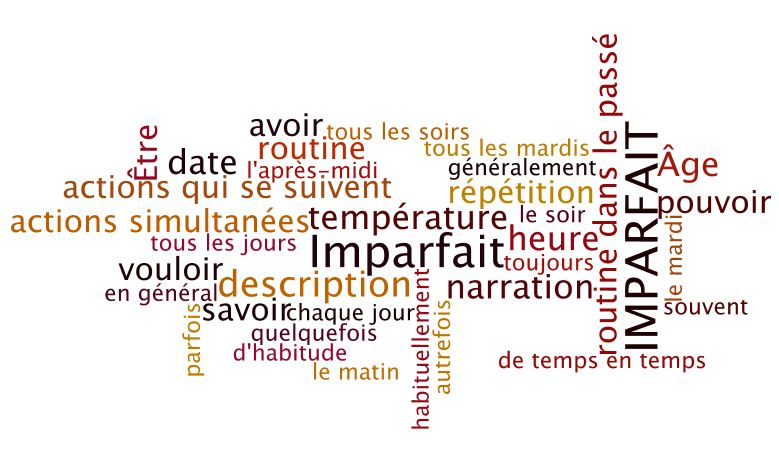 avoir
tous les soirs
routine
tous les mardis
Être
date
l'après-midi
généralement
actions qui se suivent
répétition
actions simultanées
température
le soir
tous les jours
Imparfait
heure
vouloir
toujours
en général
description
narration
savoir
chaque jour
quelquefois
parfois
d'habitude
le matin
habituellement
autrefois
de temps en temps
routine dans le passé
IMPARFAIT
Âge
pouvoir
le mardi
souvent